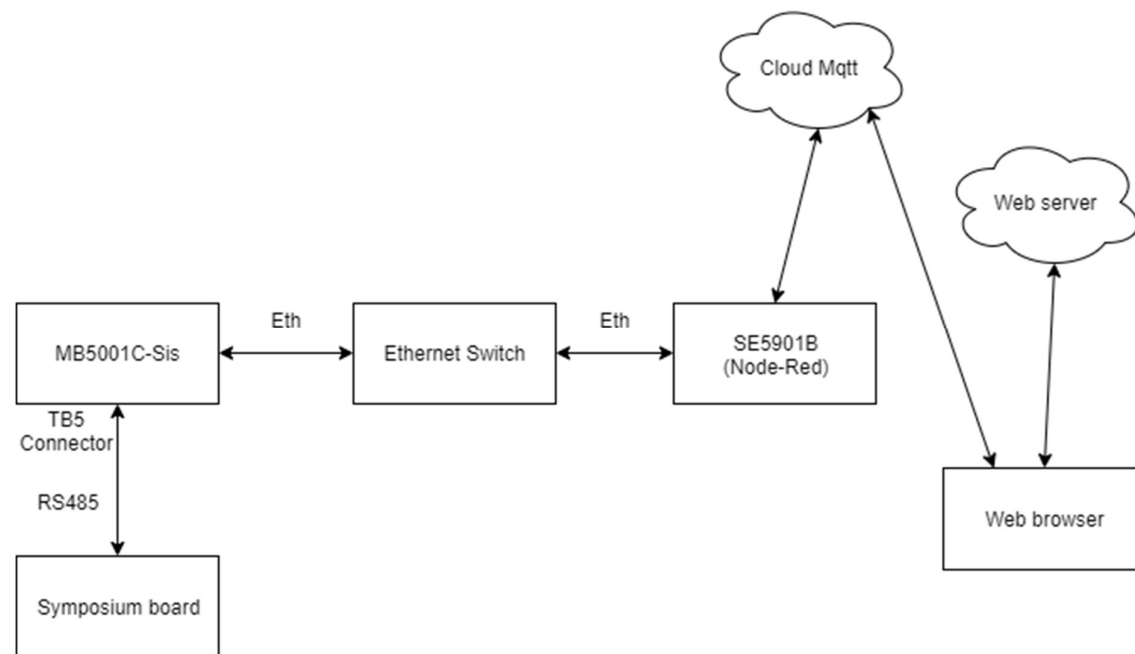 Cloud Mqtt
Web server
MB5001C-Sis
Eth
Ethernet Switch
Eth
SE5901B
(Node-Red)
TB5
Connector
RS485
Web browser
Symposium board